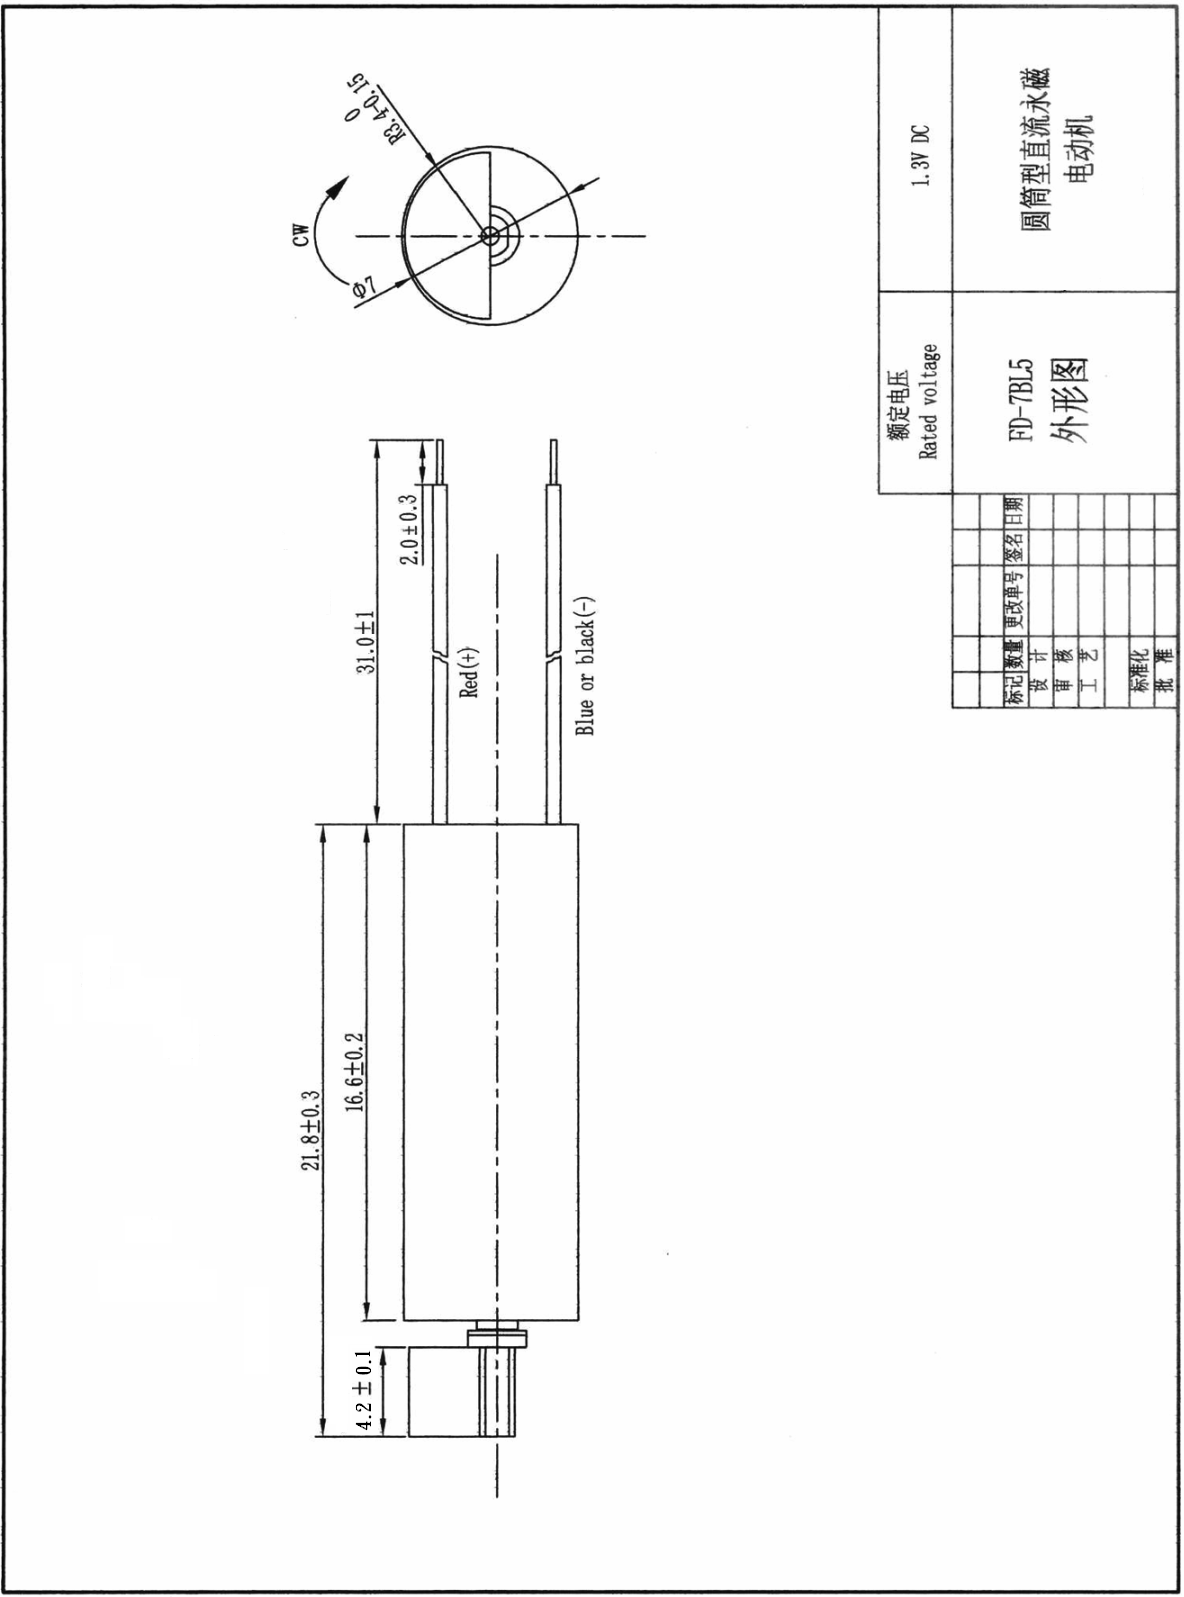 21.8±0.3
16.6±0.2
31.0±1
4.2±0.1
2.0±0.3
Red(+)
Blue or black(-)
CW
Φ7
0
R3.4-0.15
额定电压
Rated voltage
1.3V DC
标记 数量 更改单号 签名 日期
设 计
审 核
工 艺
标准化
批 准
FD-7BL5
外形图
圆筒型直流永磁
电动机